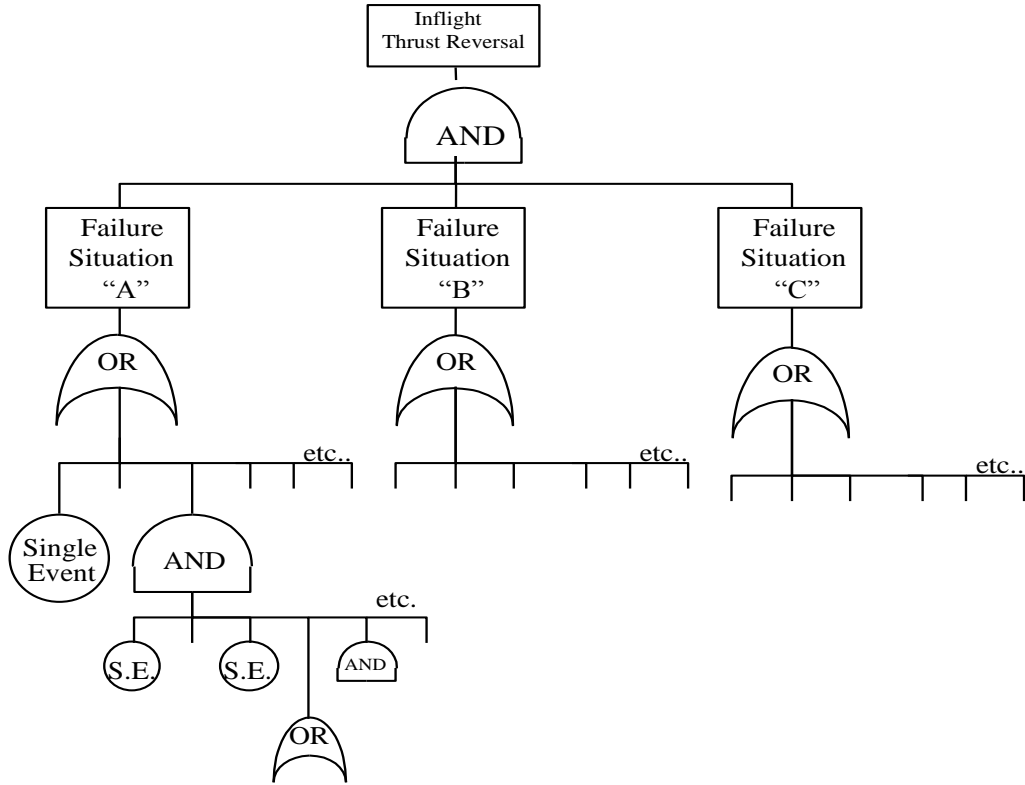 Inflight
Thrust Reversal
AND
Failure
Situation
“A”
Failure
Situation
“B”
Failure
Situation
“C”
OR
OR
OR
etc..
etc..
etc..
Single
Event
AND
etc.
S.E.
S.E.
AND
OR